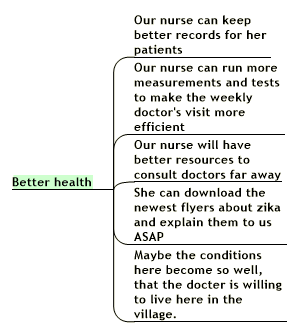 Our nurse can keep
better records for her
patients
Our nurse can run more
measurements and tests
to make the weekly
doctor's visit more
efficient
Our nurse will have
better resources to
consult doctors far away
Better health
She can download the
newest flyers about zika
and explain them to us
ASAP
Maybe the conditions
here become so well,
that the docter is willing
to live here in the
village.